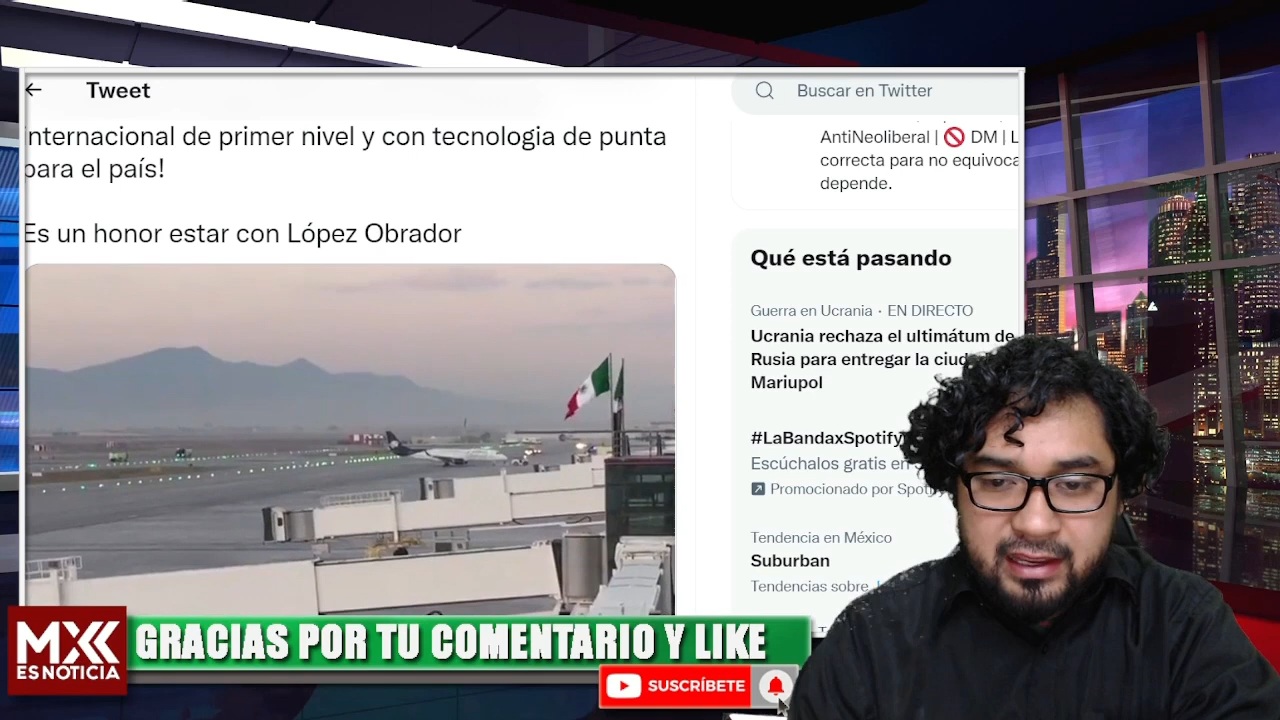 Tweet
Buscar en Twitter
nternacional de primer nivel y con tecnologia de punta
para el país!
Es un honor estar con López Obrador
AntiNeoliberal | 🚫 DM | L
correcta para no equivoca
depende.
Qué está pasando
Guerra en Ucrania · EN DIRECTO
Ucrania rechaza el ultimátum de
Rusia para entregar la ciud
Mariupol
#LaBandaxSpotify
Escúchalos gratis en S
Promocionado por Spotify
Tendencia en México
Suburban
Tendencias sobre
MX
ES NOTICIA
GRACIAS POR TU COMENTARIO Y LIKE
SUSCRÍBETE